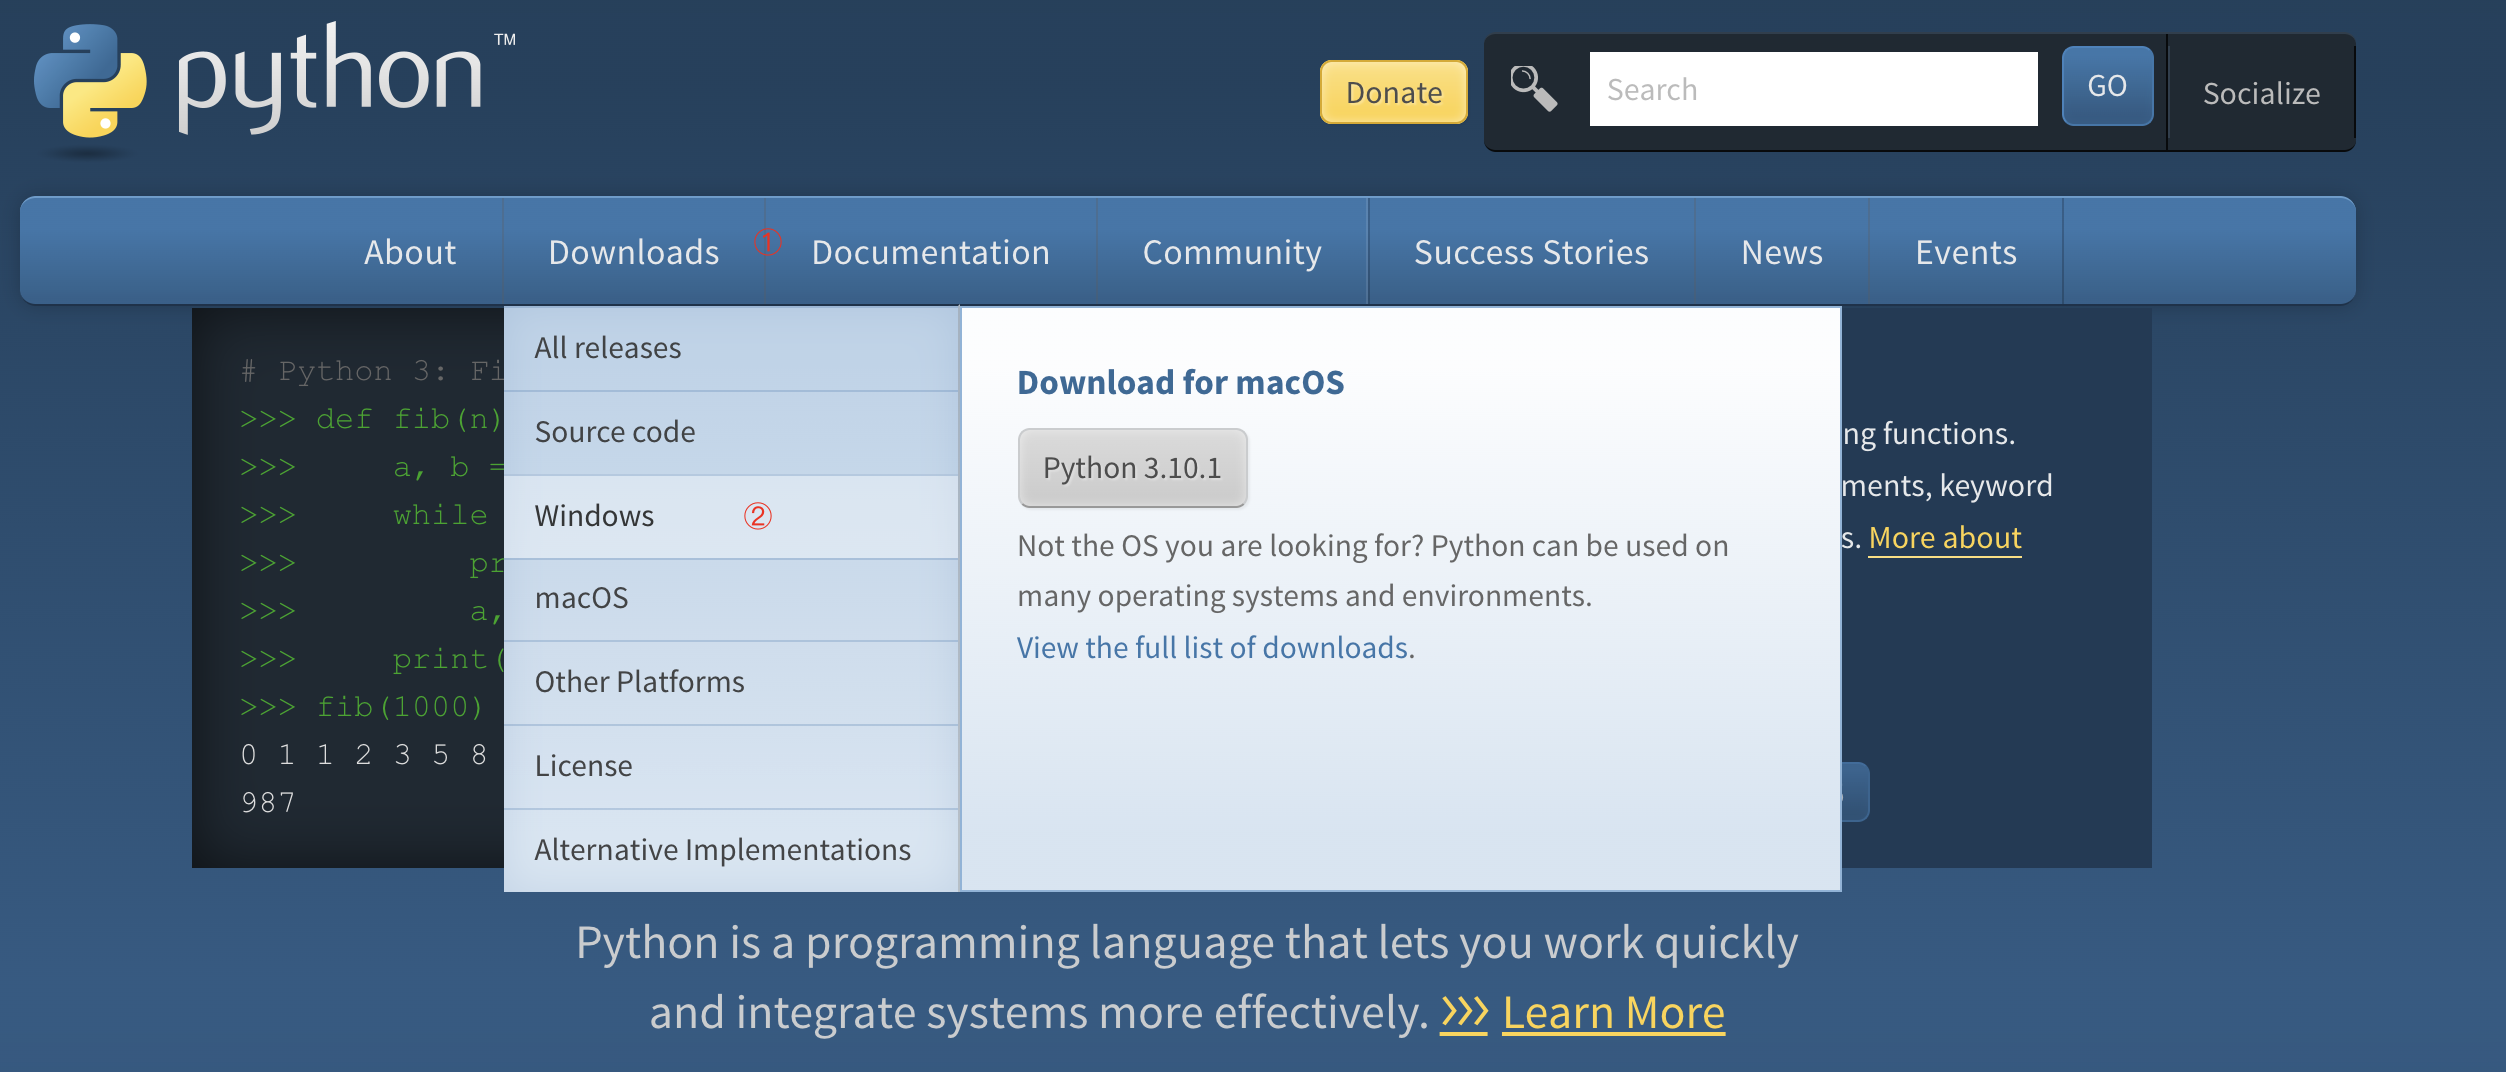 python™
Donate
Search
GO
Socialize
About
Downloads ①
Documentation
Community
Success Stories
News
Events
All releases
Source code
Windows ②
macOS
Other Platforms
License
Alternative Implementations
Download for macOS
Python 3.10.1
Not the OS you are looking for? Python can be used on
many operating systems and environments.
View the full list of downloads.
# Python 3:
>>> def fib(n)
>>> a, b =
>>> while
>>>
>>> a,
>>> print(
>>> fib(1000)
0 1 1 2 3 5 8
987
functions.
keyword
More about
Python is a programming language that lets you work quickly
and integrate systems more effectively. >>> Learn More